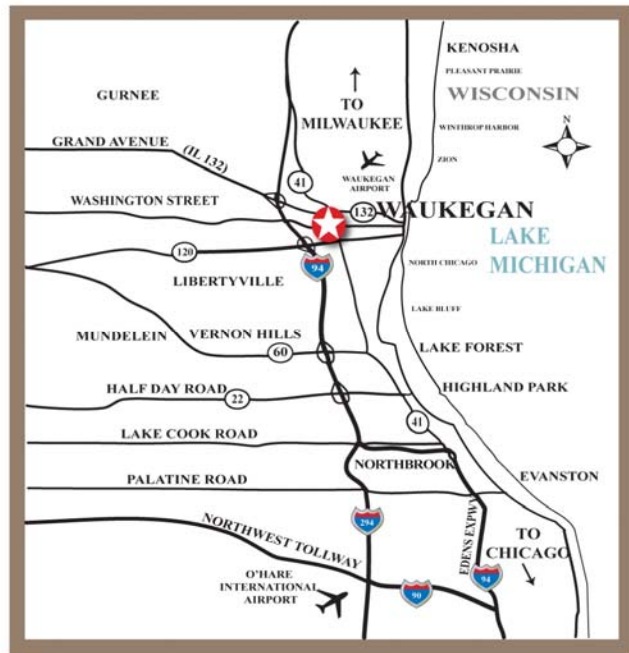 KENOSHA
PLEASANT PRAIRIE
GURNEE
TO
MILWAUKEE
WISCONSIN
WINTHROP HARBOR
N
GRAND AVENUE
(IL 132)
ZION
41
WAUKEGAN
AIRPORT
WASHINGTON STREET
132
WAUKEGAN
LAKE
MICHIGAN
120
NORTH CHICAGO
94
LIBERTYVILLE
LAKE BLUFF
MUNDELEIN
VERNON HILLS
60
LAKE FOREST
HALF DAY ROAD
22
HIGHLAND PARK
41
LAKE COOK ROAD
NORTHBROOK
EVANSTON
PALATINE ROAD
294
NORTHWEST TOLLWAY
EDENS EXPWY
TO
CHICAGO
O'HARE
INTERNATIONAL
AIRPORT
90
94